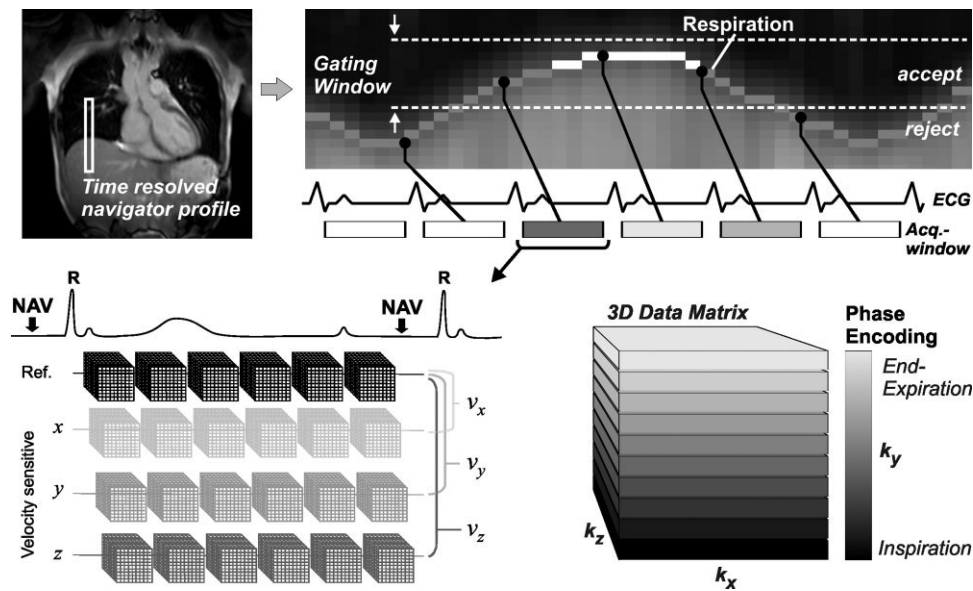 Time resolved
navigator profile
Gating
Window
Respiration
accept
reject
ECG
Acq.-
window
NAV
R
NAV
R
Ref.
x
y
z
Velocity sensitive
vx
vy
vz
3D Data Matrix
Phase
Encoding
End-
Expiration
ky
Inspiration
kz
kx